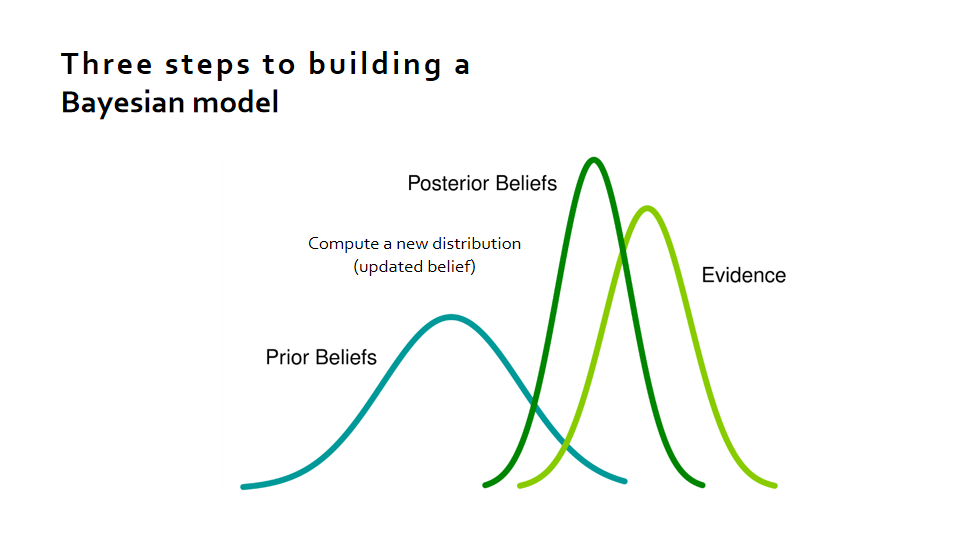 Three steps to building a
Bayesian model
Posterior Beliefs
Compute a new distribution
(updated belief)
Evidence
Prior Beliefs